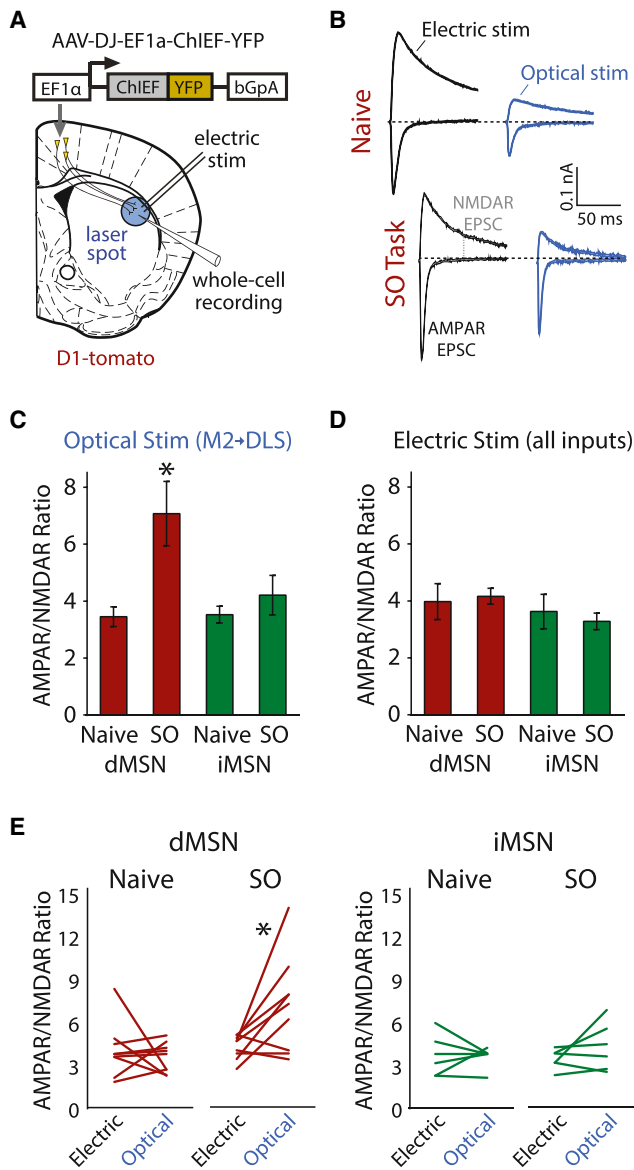 A
AAV-DJ-EF1a-ChIEF-YFP
EF1α ChIEF YFP bGpA
electric
stim
laser
spot
whole-cell
recording
D1-tomato
B
Electric stim
Optical stim
Naive
0.1 nA
50 ms
NMDAR
EPSC
SO Task
AMPAR
EPSC
C
Optical Stim (M2→DLS)
*
AMPAR/NMDAR Ratio
8
6
4
2
0
Naive SO Naive SO
dMSN iMSN
D
Electric Stim (all inputs)
AMPAR/NMDAR Ratio
8
6
4
2
0
Naive SO Naive SO
dMSN iMSN
E
dMSN
Naive SO
*
AMPAR/NMDAR Ratio
15
12
9
6
3
0
Electric Optical Electric Optical
iMSN
Naive SO
AMPAR/NMDAR Ratio
15
12
9
6
3
0
Electric Optical Electric Optical